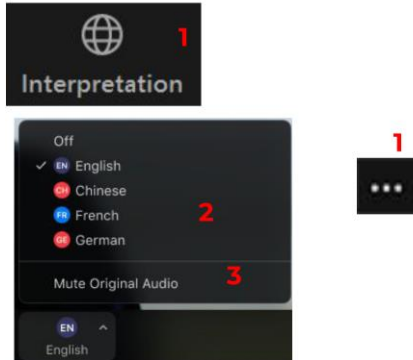 1
Interpretation
Off
EN English
CH Chinese
FR French
2
GE German
Mute Original Audio 3
EN
English
1